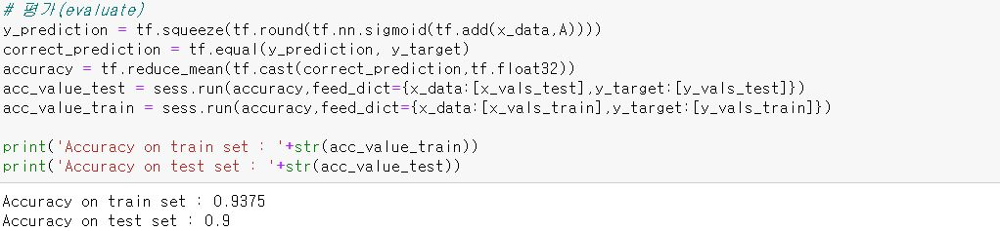 # 평가(evaluate)
y_prediction = tf.squeeze(tf.round(tf.nn.sigmoid(tf.add(x_data,A))))
correct_prediction = tf.equal(y_prediction, y_target)
accuracy = tf.reduce_mean(tf.cast(correct_prediction,tf.float32))
acc_value_test = sess.run(accuracy,feed_dict={x_data:[x_vals_test],y_target:[y_vals_test]})
acc_value_train = sess.run(accuracy,feed_dict={x_data:[x_vals_train],y_target:[y_vals_train]})
print('Accuracy on train set : '+str(acc_value_train))
print('Accuracy on test set : '+str(acc_value_test))
Accuracy on train set : 0.9375
Accuracy on test set : 0.9